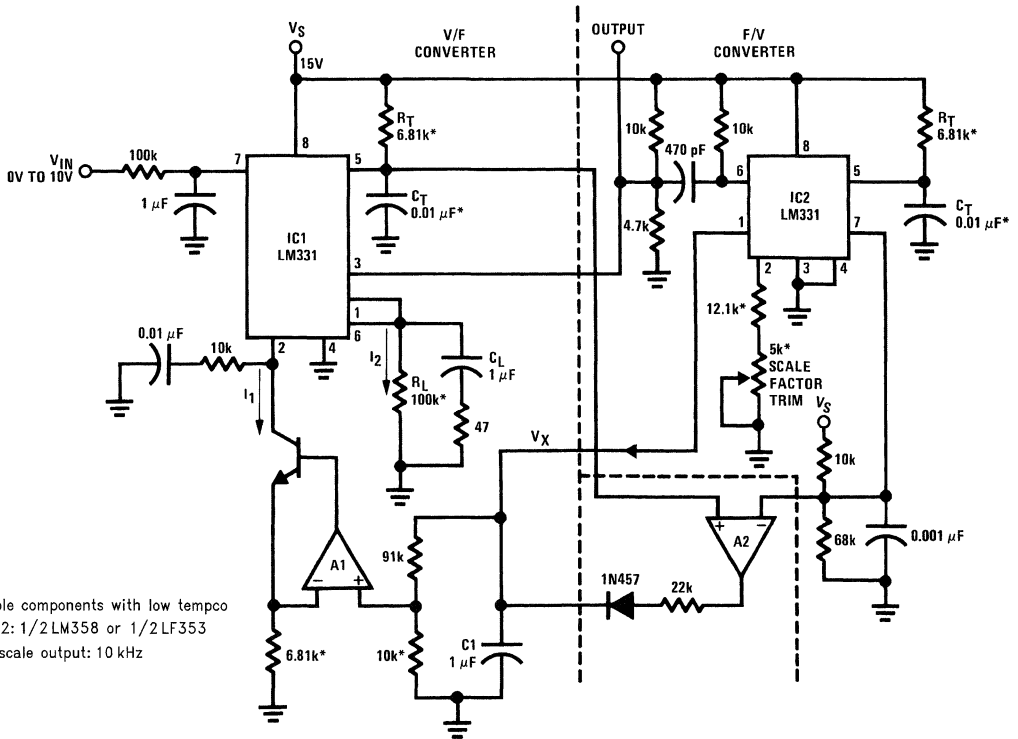 VS
15V
V/F
CONVERTER
OUTPUT
F/V
CONVERTER
RT
6.81k*
10k
10k
RT
6.81k*
470 pF
VIN
0V TO 10V
100k
1 µF
7
8
5
CT
0.01 µF*
IC1
LM331
3
1
6
2
4
4.7k
6
8
5
IC2
LM331
1
7
2
3
4
CT
0.01 µF*
12.1k*
5k*
SCALE
FACTOR
TRIM
0.01 µF
10k
I1
I2
RL
100k*
CL
1 µF
47
VX
VS
10k
68k
0.001 µF
91k
A1
- +
A2
+ -
1N457
22k
ple components with low tempco
2: 1/2 LM358 or 1/2 LF353
scale output: 10 kHz
6.81k*
10k*
C1
1 µF